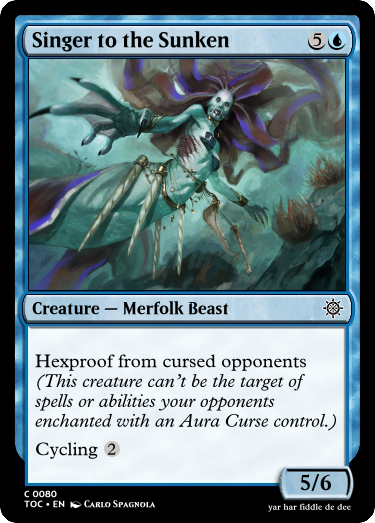 Singer to the Sunken 5
Creature — Merfolk Beast
Hexproof from cursed opponents
(This creature can't be the target of
spells or abilities your opponents
enchanted with an Aura Curse control.)
Cycling 2
5/6
C 0080
TOC • EN Carlo Spagnola
yar har fiddle de dee